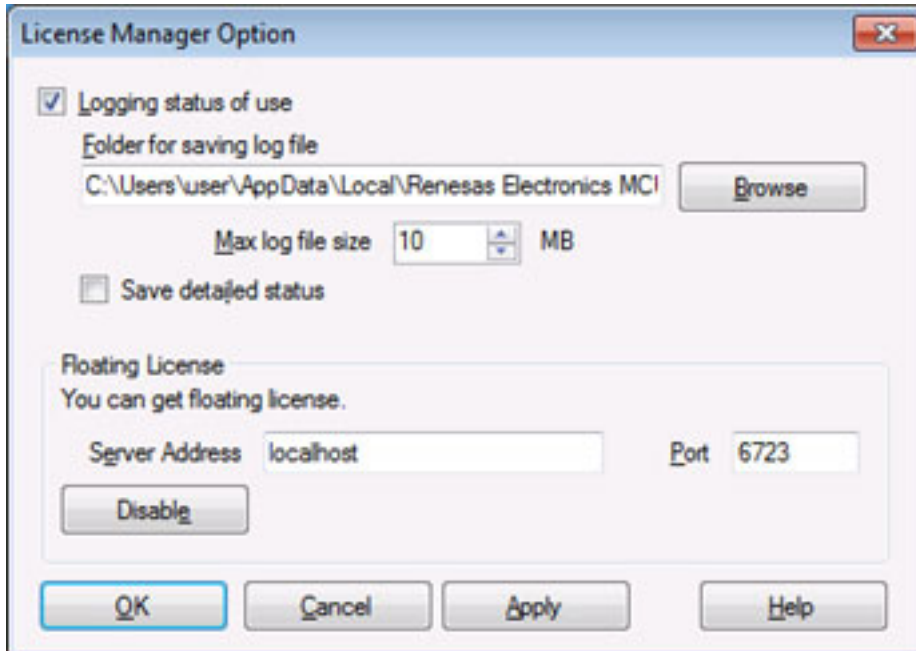 License Manager Option
Logging status of use
Folder for saving log file
C:\Users\user\AppData\Local\Renesas Electronics MCU Browse
Max log file size 10 MB
Save detailed status
Floating License
You can get floating license.
Server Address localhost Port 6723
Disable
OK Cancel Apply Help